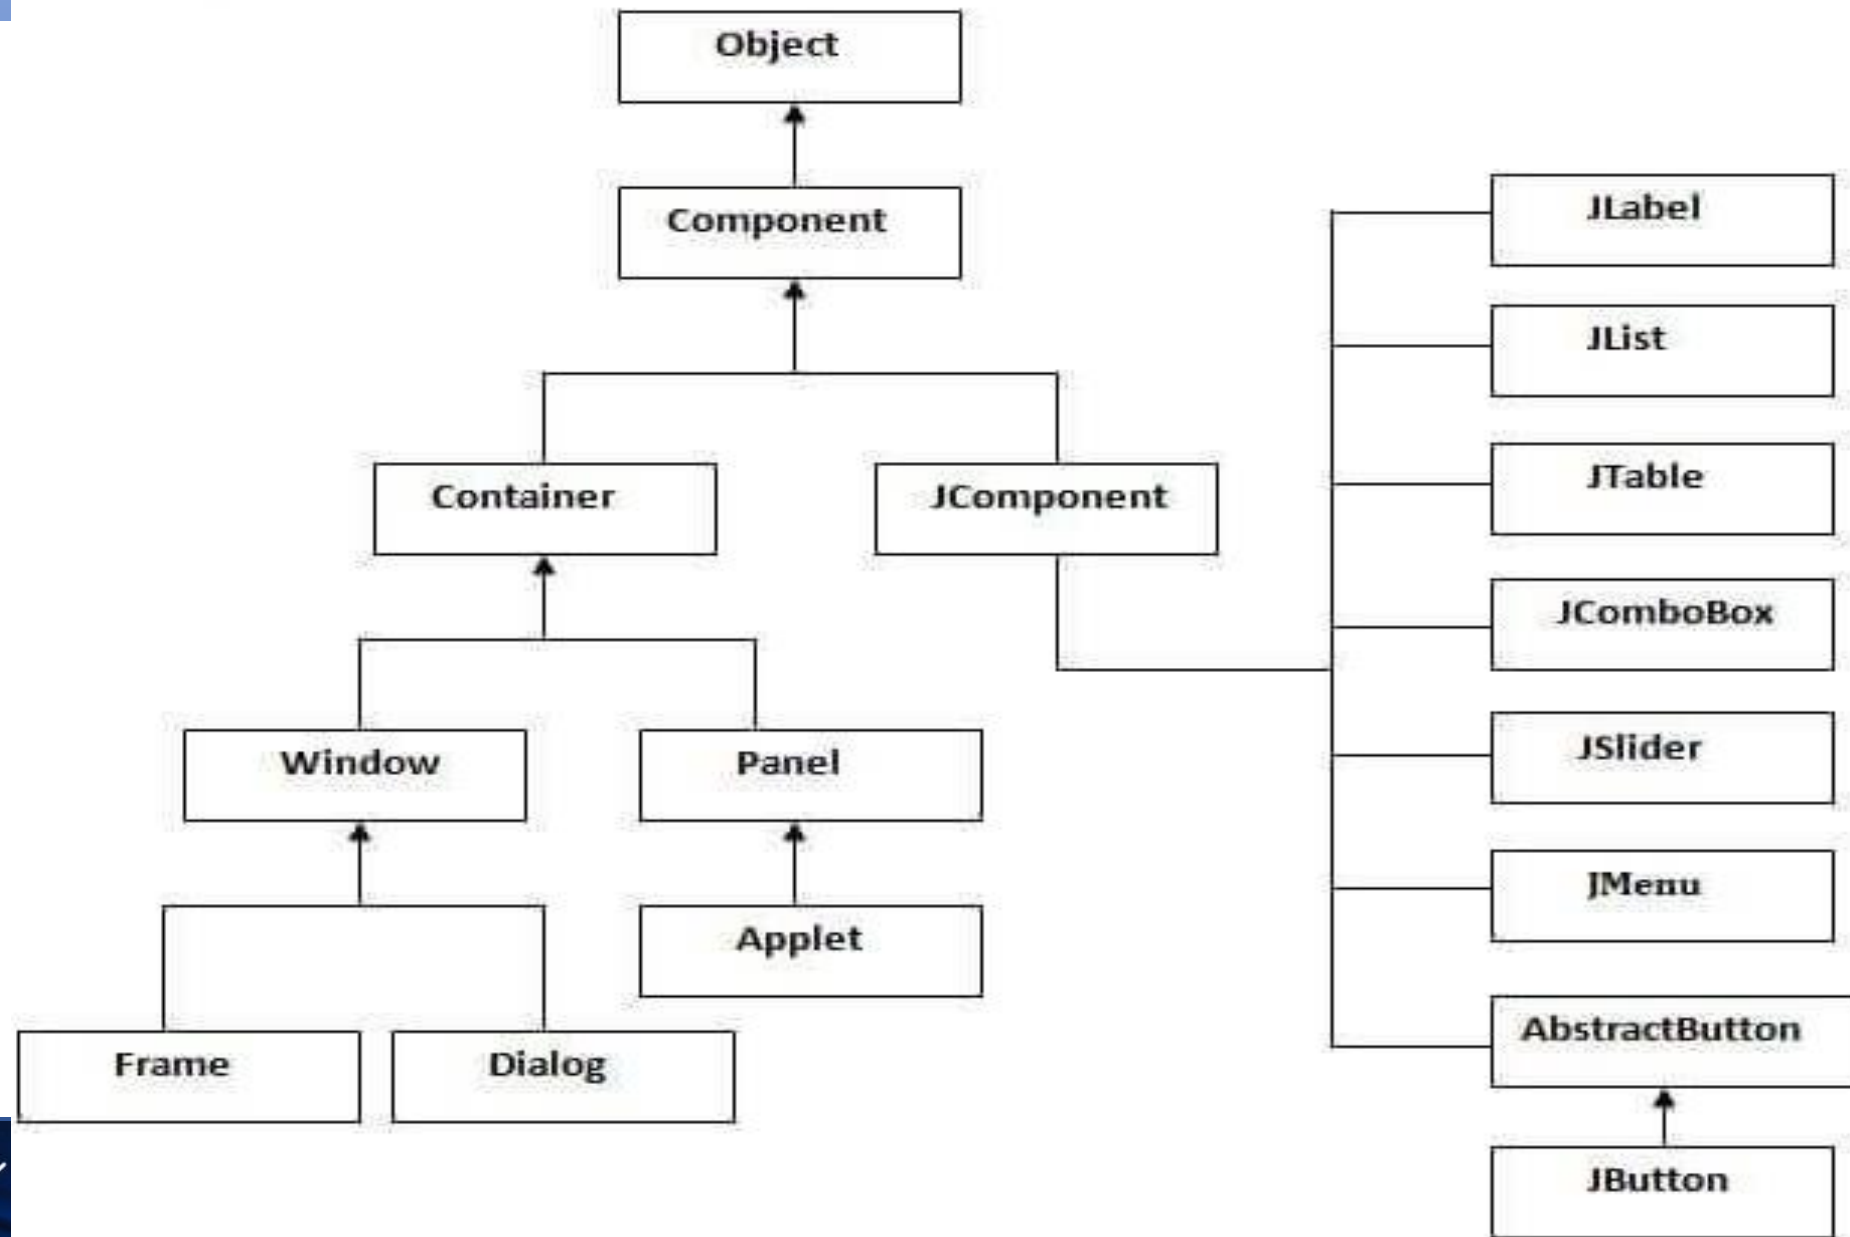 Object
Component
Container
JComponent
Window
Panel
Applet
Frame
Dialog
JLabel
JList
JTable
JComboBox
JSlider
JMenu
AbstractButton
JButton